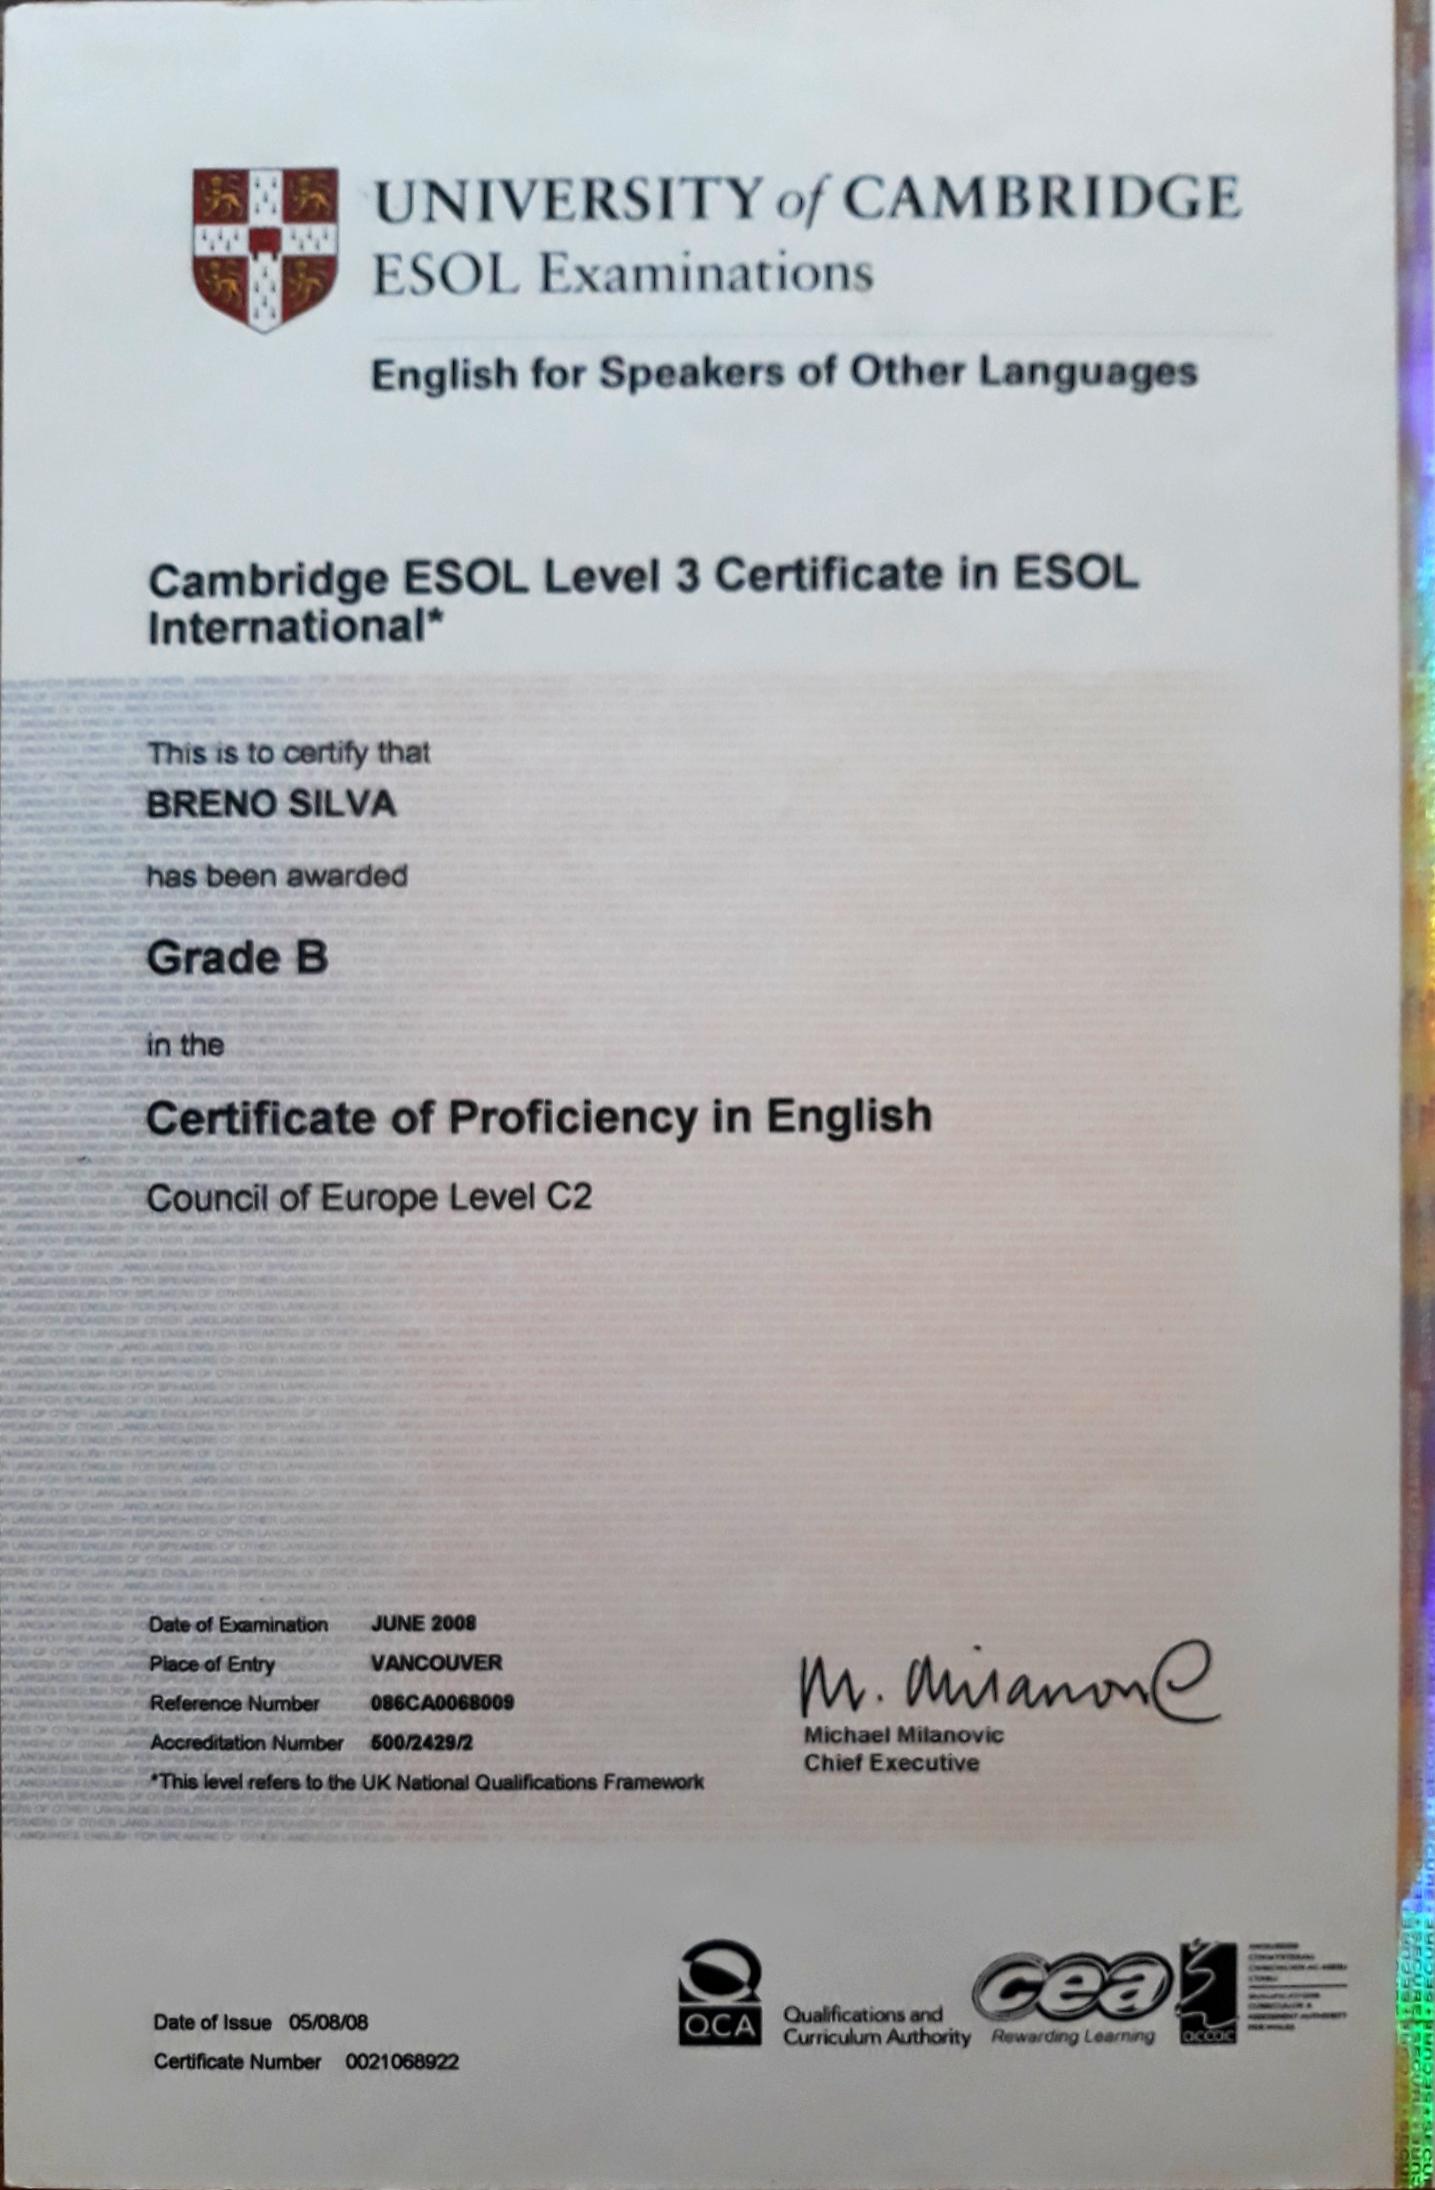 UNIVERSITY of CAMBRIDGE
ESOL Examinations
English for Speakers of Other Languages
Cambridge ESOL Level 3 Certificate in ESOL
International*
This is to certify that
BRENO SILVA
has been awarded
Grade B
in the
Certificate of Proficiency in English
Council of Europe Level C2
Date of Examination JUNE 2008
Place of Entry VANCOUVER
Reference Number 086CA0068009
Accreditation Number 500/2429/2
*This level refers to the UK National Qualifications Framework
M. Milanovic
Michael Milanovic
Chief Executive
Date of Issue 05/08/08
Certificate Number 0021068922
QCA
Qualifications and
Curriculum Authority
cea
Rewarding Learning
accac